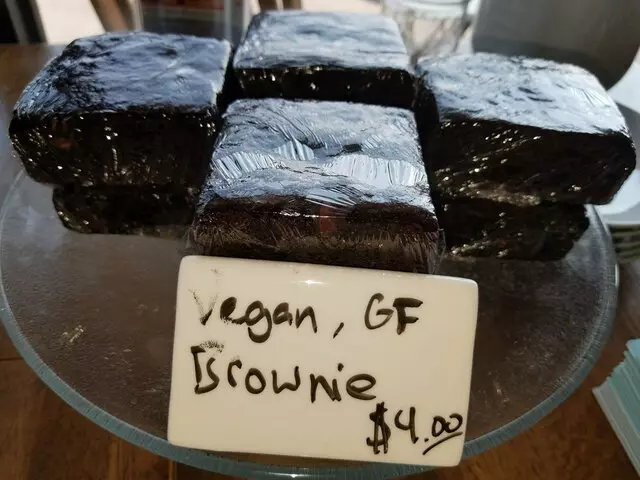 Vegan, GF
Brownie
$4.00